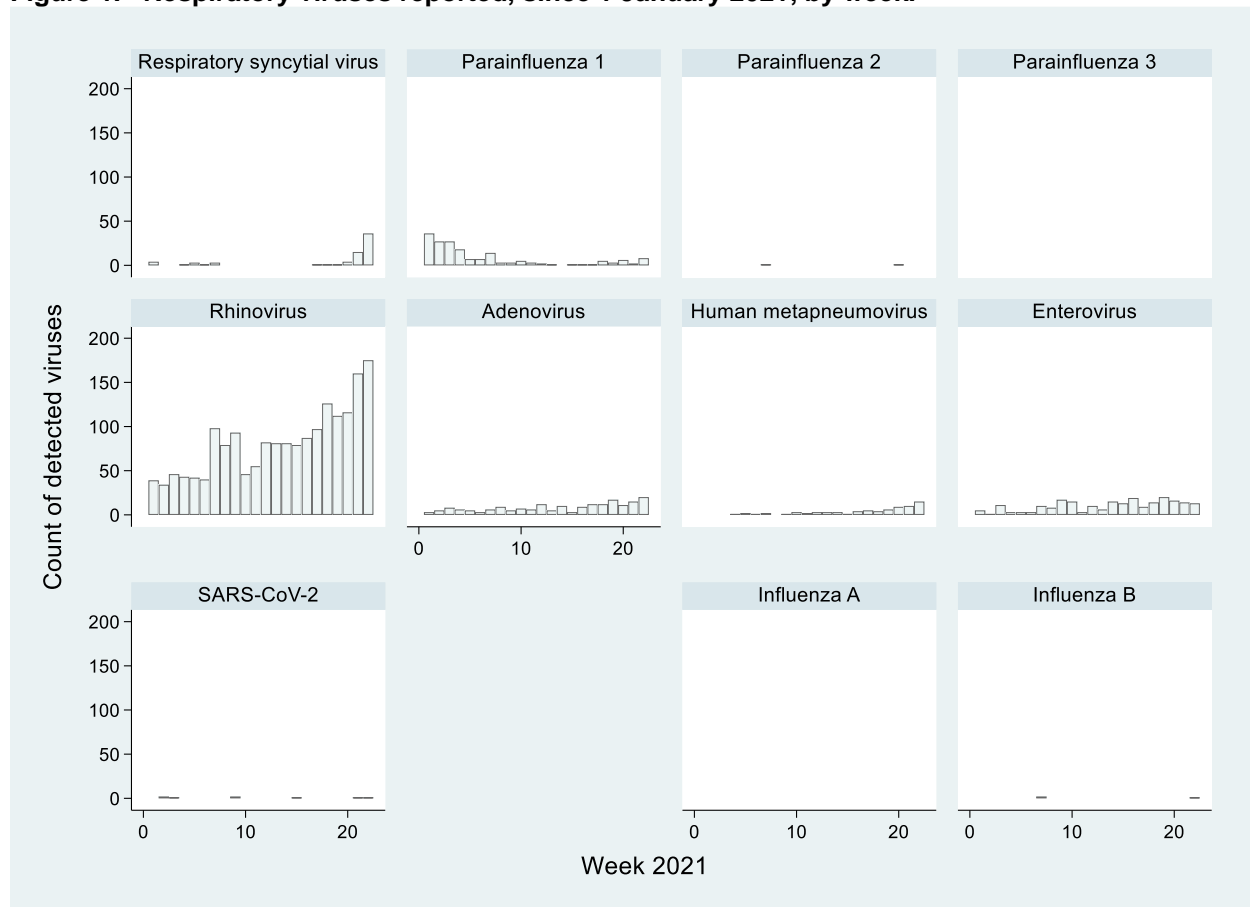 Respiratory syncytial virus Parainfluenza 1 Parainfluenza 2 Parainfluenza 3
200
150
100
50
0
Rhinovirus Adenovirus Human metapneumovirus Enterovirus
200
150
100
50
0
0 10 20
Count of detected viruses
SARS-CoV-2 Influenza A Influenza B
200
150
100
50
0
0 10 20 0 10 20 0 10 20
Week 2021